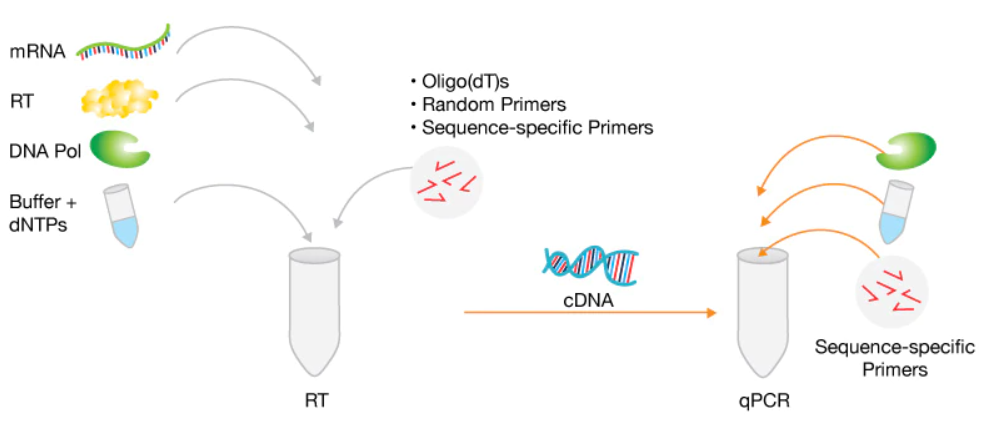 mRNA
RT
DNA Pol
Buffer +
dNTPs
• Oligo(dT)s
• Random Primers
• Sequence-specific Primers
RT
cDNA
qPCR
Sequence-specific
Primers